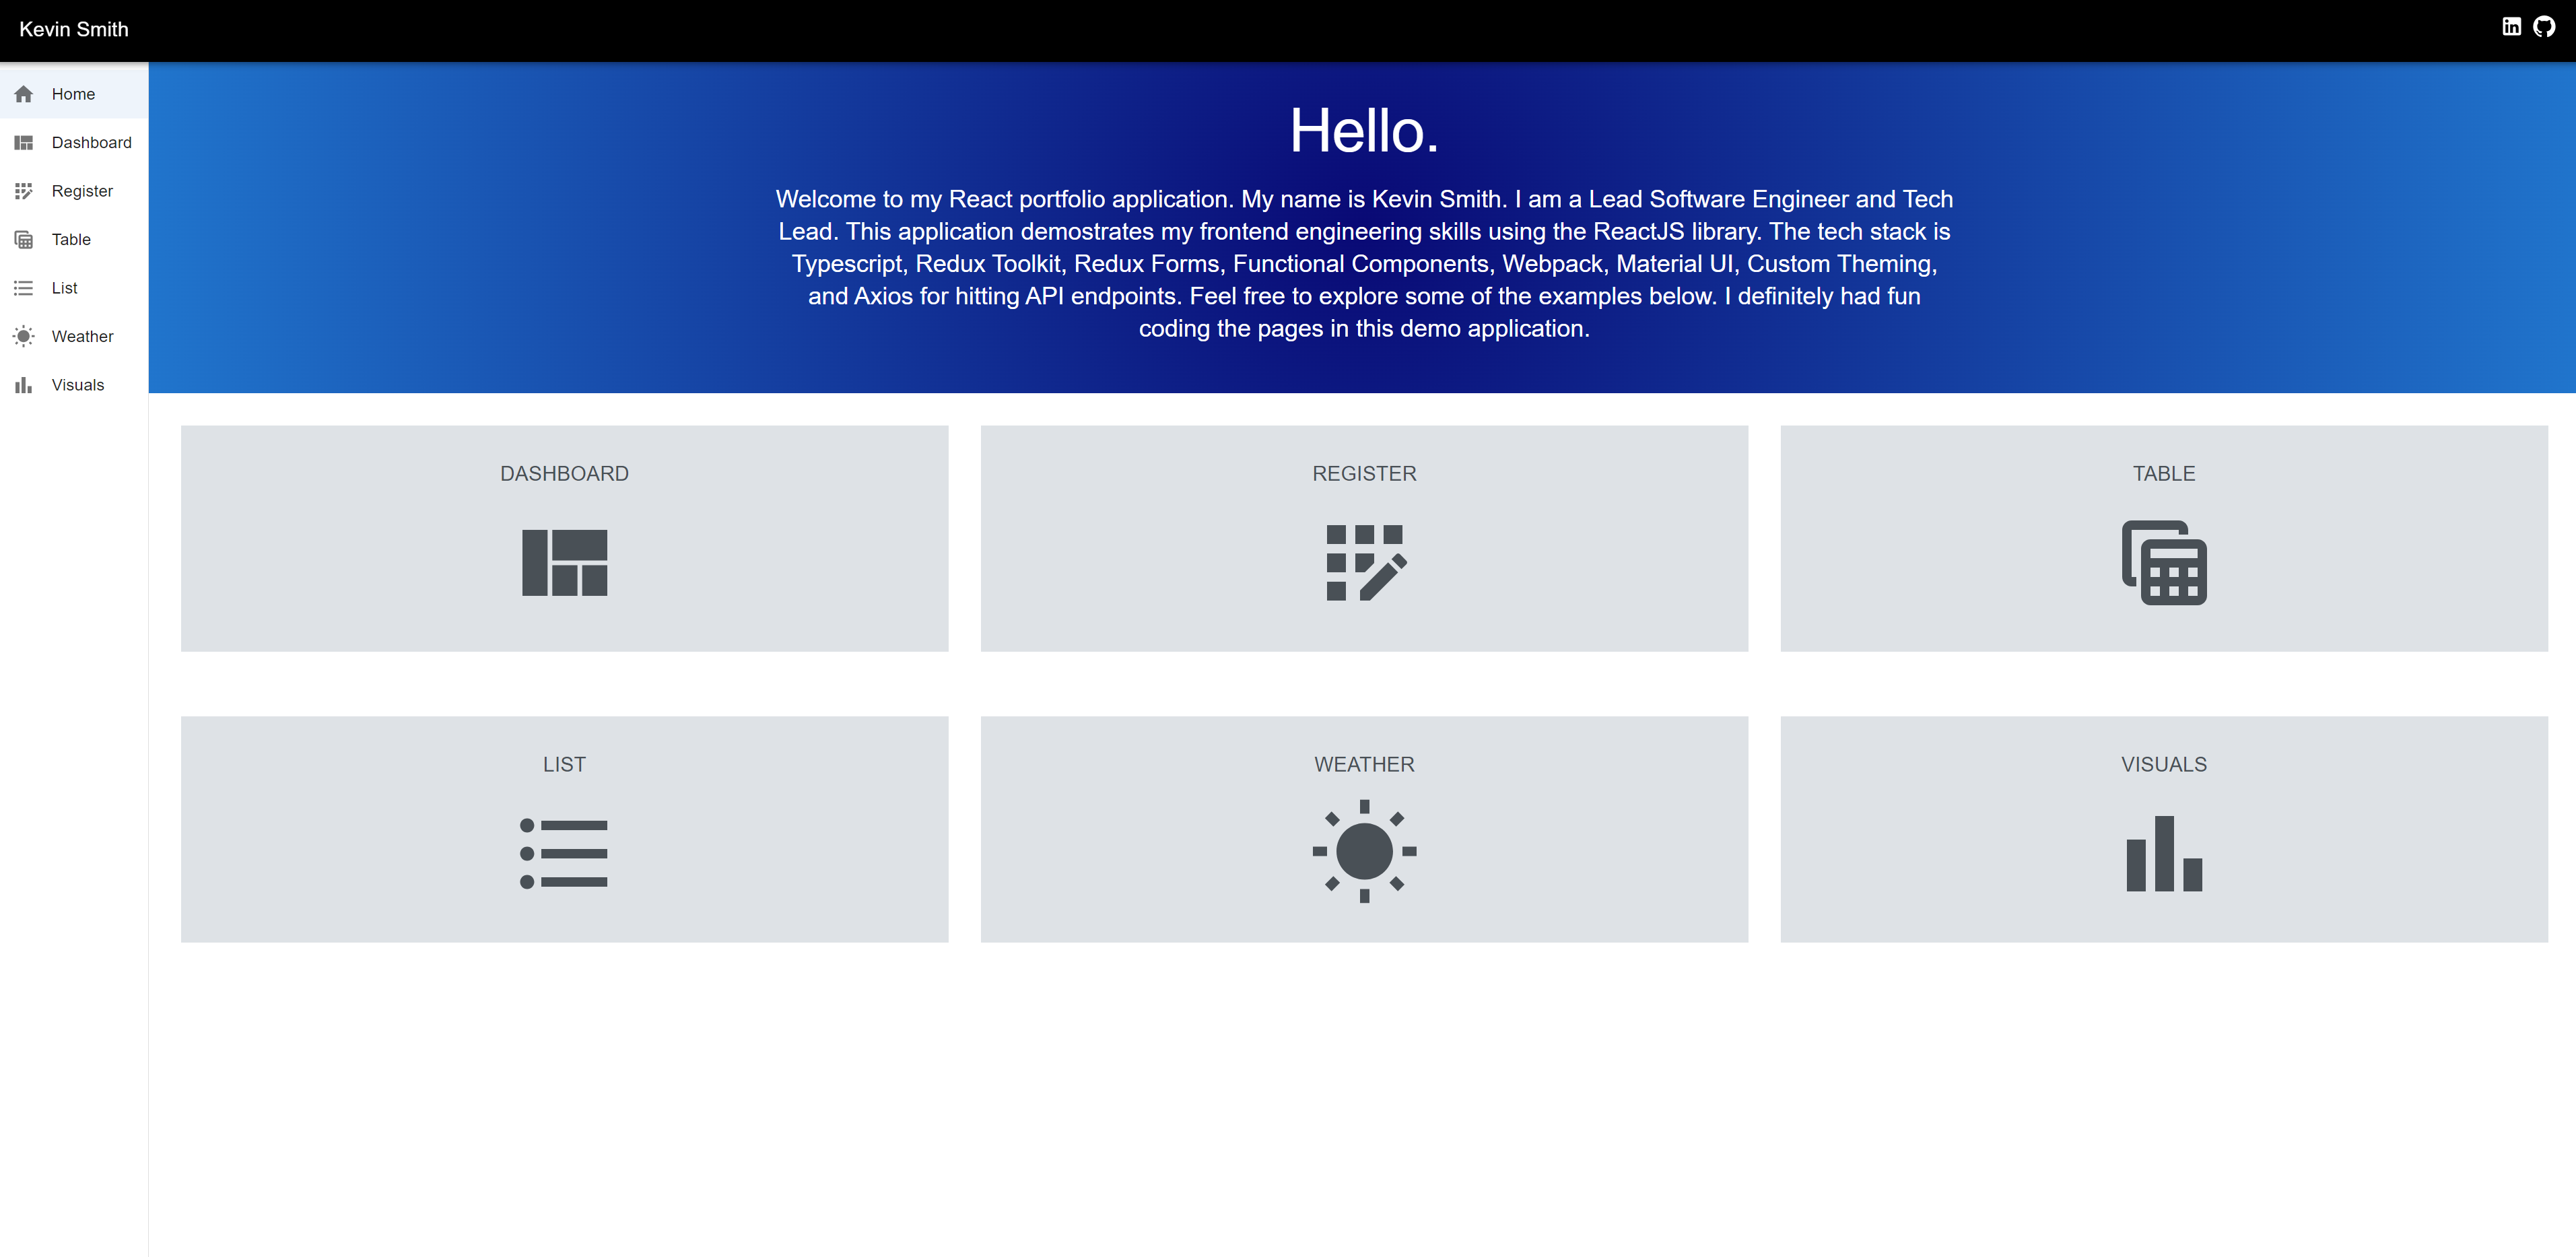 Kevin Smith
Home
Dashboard
Register
Table
List
Weather
Visuals
Hello.
Welcome to my React portfolio application. My name is Kevin Smith. I am a Lead Software Engineer and Tech
Lead. This application demostrates my frontend engineering skills using the ReactJS library. The tech stack is
Typescript, Redux Toolkit, Redux Forms, Functional Components, Webpack, Material UI, Custom Theming,
and Axios for hitting API endpoints. Feel free to explore some of the examples below. I definitely had fun
coding the pages in this demo application.
DASHBOARD
REGISTER
TABLE
LIST
WEATHER
VISUALS